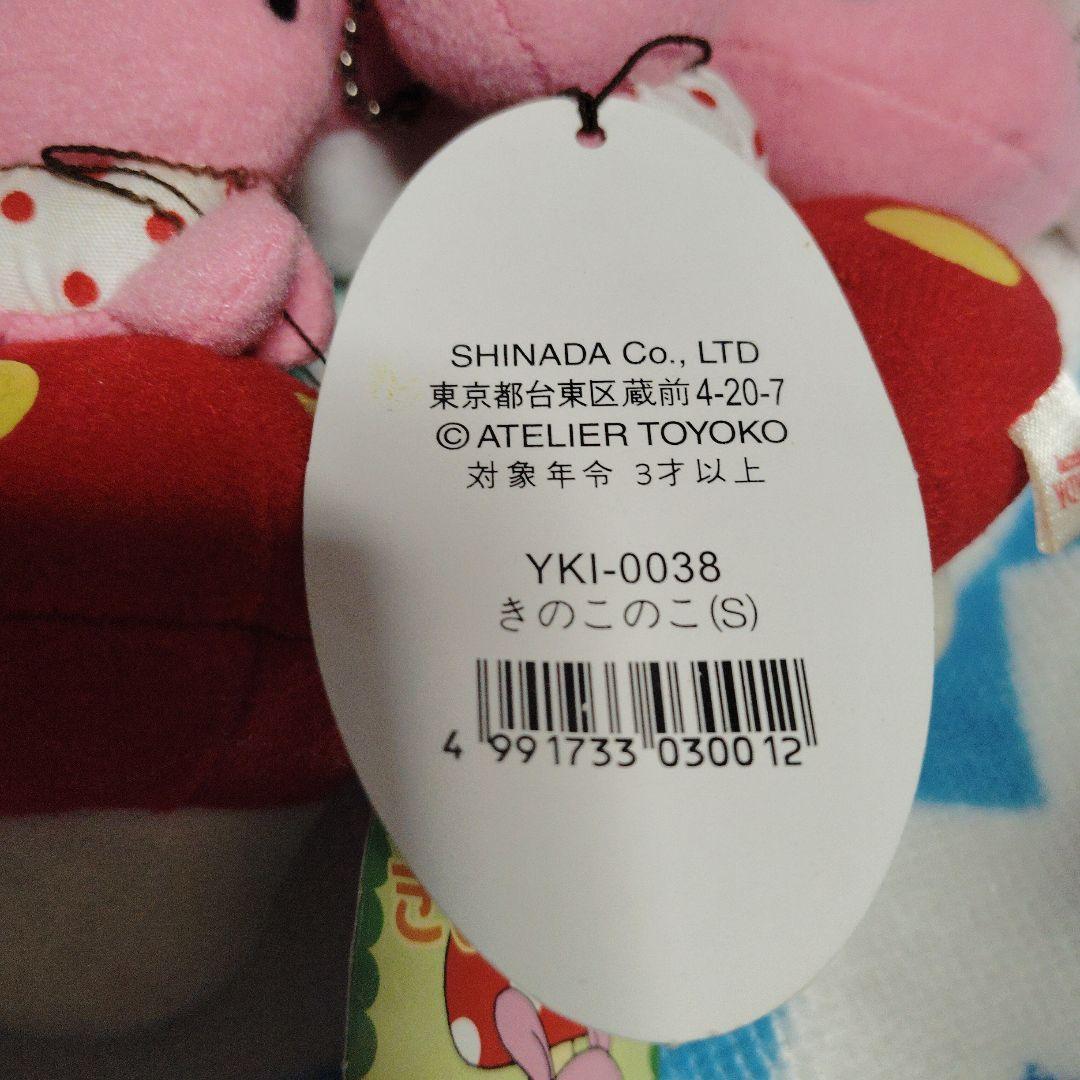 SHINADA Co., LTD
東京都台東区蔵前4-20-7
© ATELIER TOYOKO
対象年令 3才以上
YKI-0038
きのこのこ(S)
4 991733 030012
き